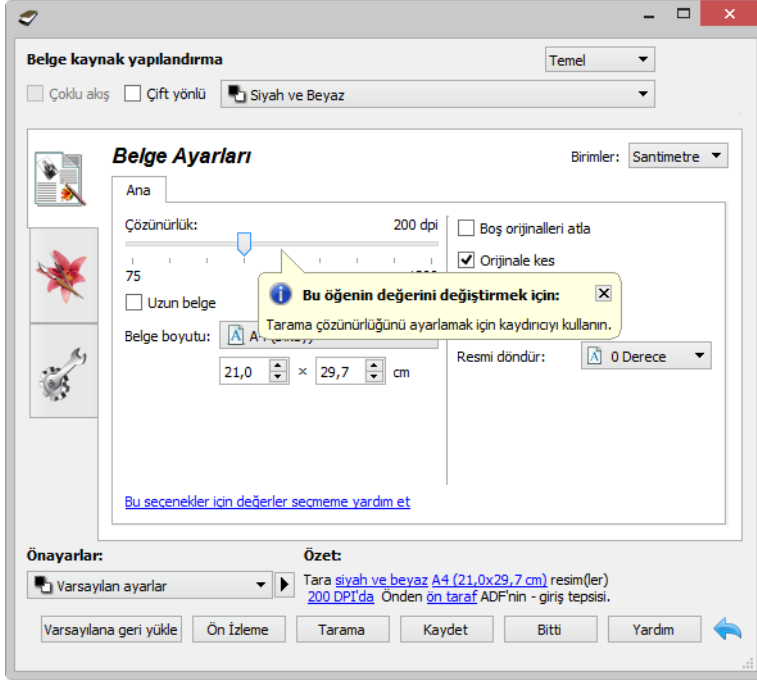 Belge kaynak yapılandırma
Temel
Çoklu akış
Çift yönlü
Siyah ve Beyaz
Belge Ayarları
Birimler: Santimetre
Ana
Çözünürlük: 200 dpi
75
Boş orijinalleri atla
Orijinale kes
Bu öğenin değerini değiştirmek için:
Tarama çözünürlüğünü ayarlamak için kaydırıcıyı kullanın.
Uzun belge
Belge boyutu:
21,0 × 29,7 cm
Resmi döndür: 0 Derece
Bu seçenekler için değerler seçmeme yardım et
Önayarlar:
Varsayılan ayarlar
Özet:
Tara siyah ve beyaz A4 (21,0x29,7 cm) resim(ler)
200 DPI'da Önden ön taraf ADF'nin - giriş tepsisi.
Varsayılana geri yükle
Ön İzleme
Tarama
Kaydet
Bitti
Yardım